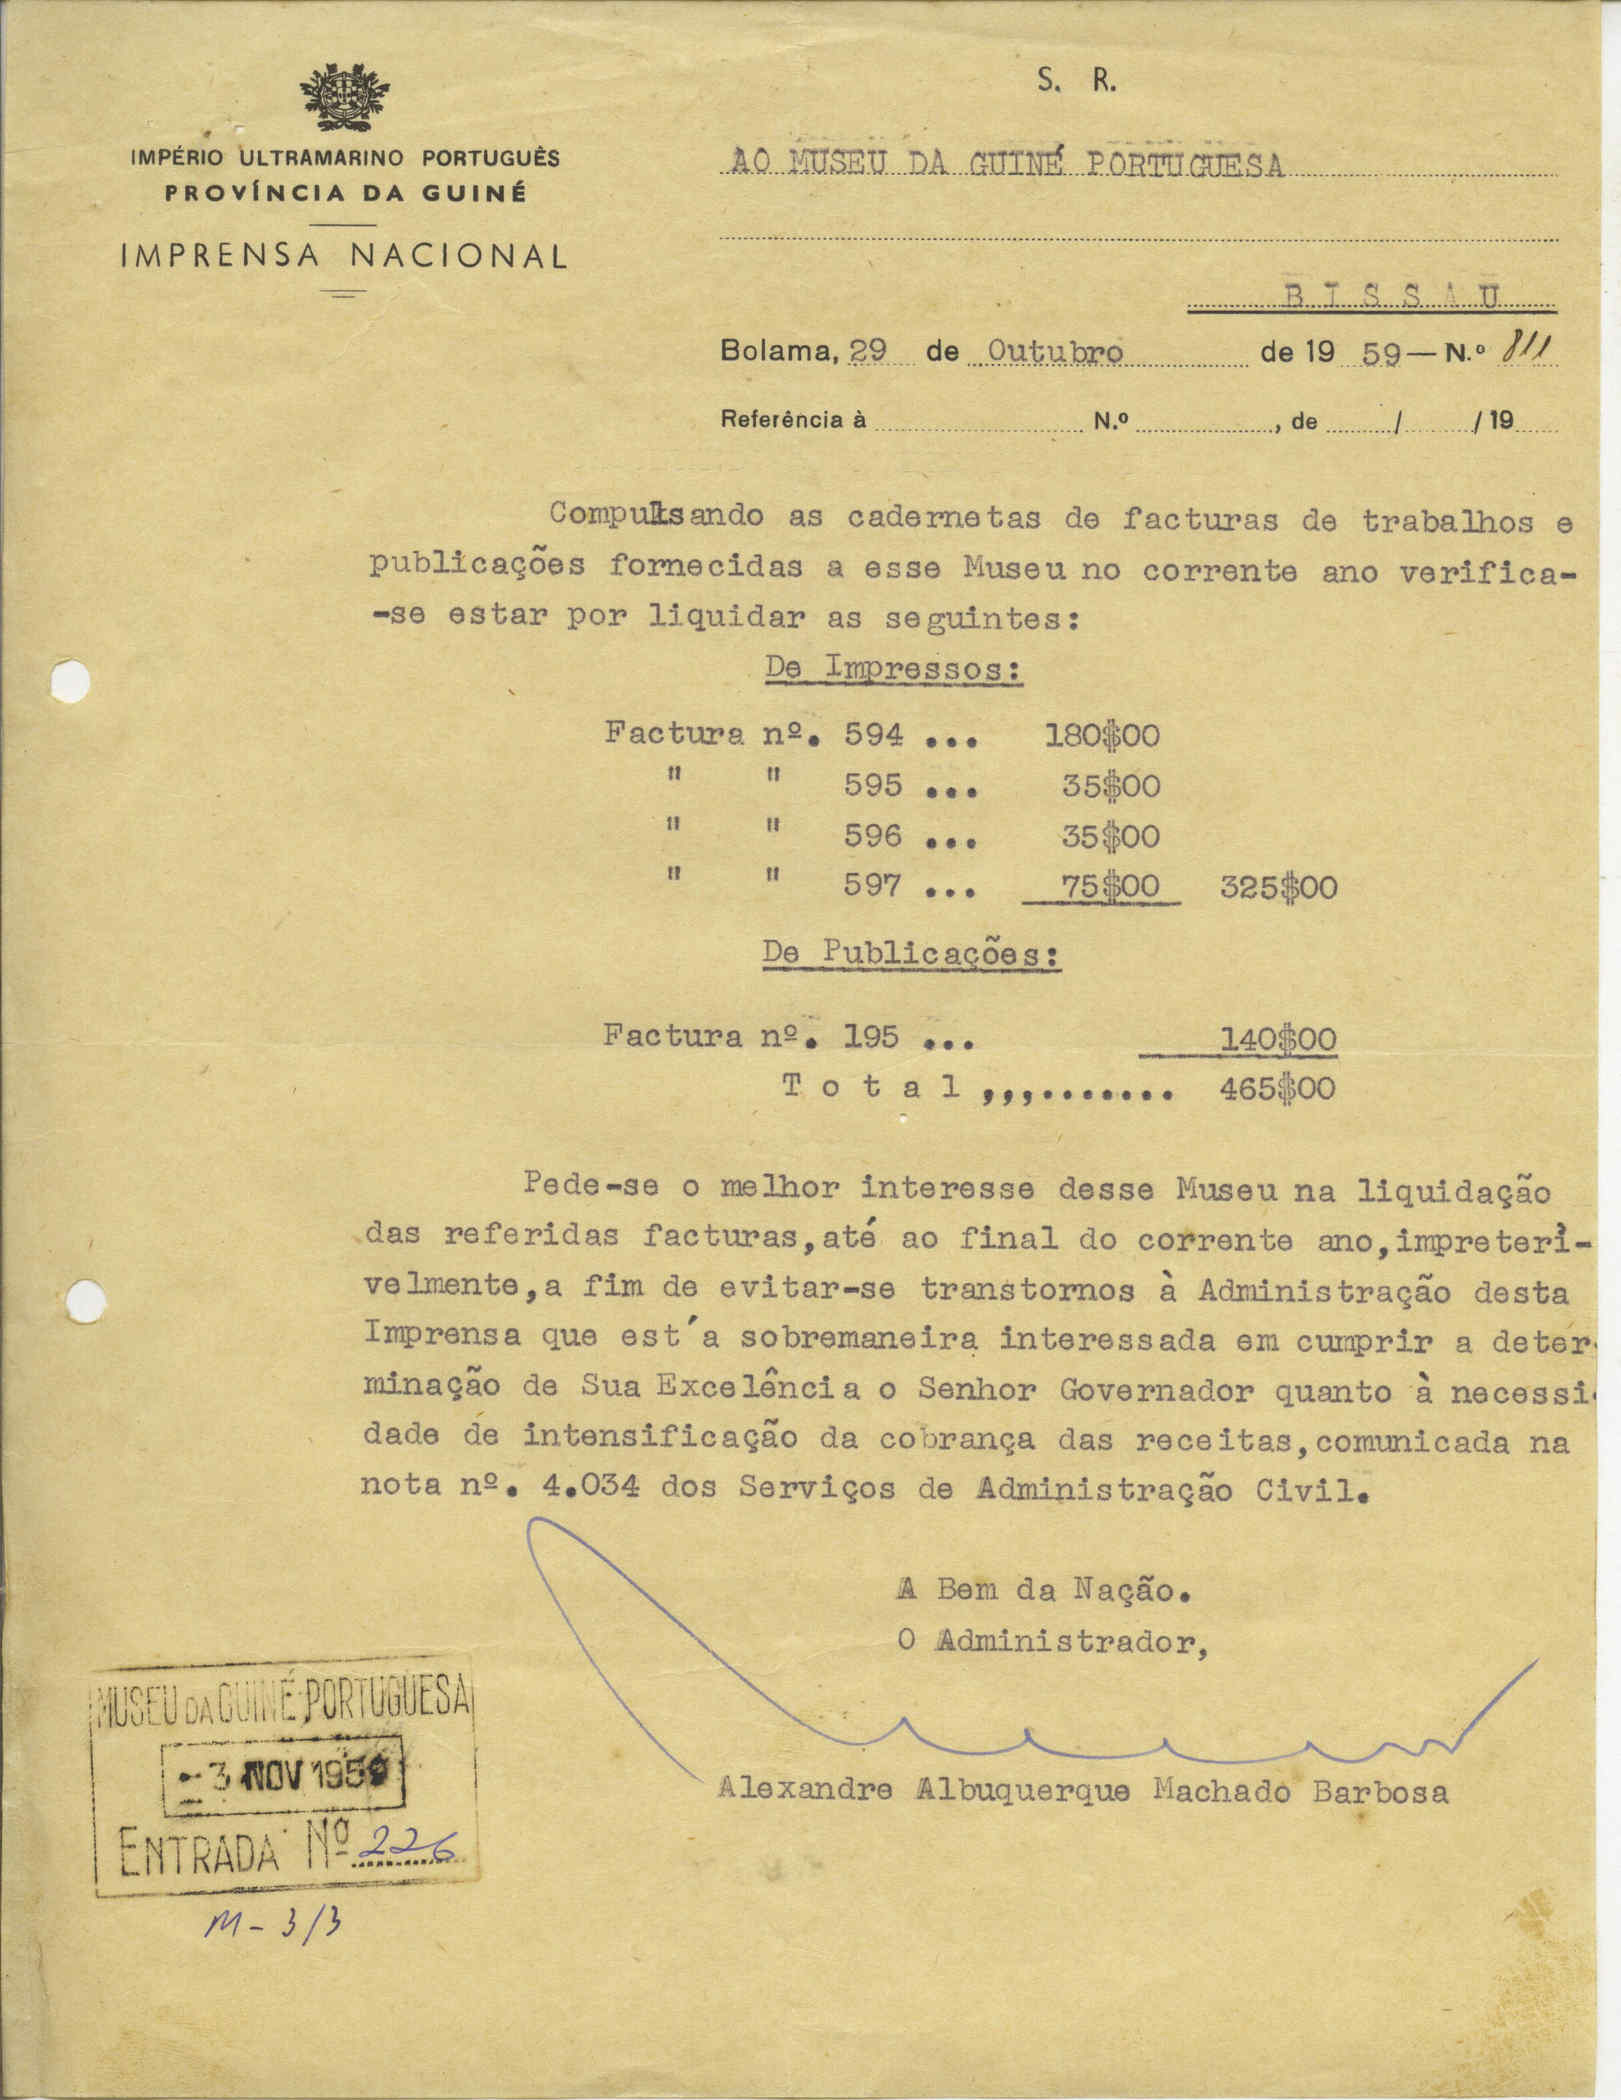 S. R.
IMPÉRIO ULTRAMARINO PORTUGUÊS
PROVÍNCIA DA GUINÉ
IMPRENSA NACIONAL
AO MUSEU DA GUINÉ PORTUGUESA
BISSAU
Bolama, 29 de Outubro de 19 59 — N.º 811
Referência à N.º , de / / 19
Compulsando as cadernetas de facturas de trabalhos e
publicações fornecidas a esse Museu no corrente ano verifica-
-se estar por liquidar as seguintes:
De Impressos:
Factura nº. 594 ... 180$00
" " 595 ... 35$00
" " 596 ... 35$00
" " 597 ... 75$00 325$00
De Publicações:
Factura nº. 195 ... 140$00
T o t a l ,,,....... 465$00
Pede-se o melhor interesse desse Museu na liquidação
das referidas facturas,até ao final do corrente ano,impreterì-
velmente,a fim de evitar-se transtornos à Administração desta
Imprensa que est´a sobremaneira interessada em cumprir a deter-
minação de Sua Excelência o Senhor Governador quanto à necessi-
dade de intensificação da cobrança das receitas,comunicada na
nota nº. 4.034 dos Serviços de Administração Civil.
A Bem da Nação.
O Administrador,
Alexandre Albuquerque Machado Barbosa
MUSEU DA GUINÉ PORTUGUESA
- 3 NOV 1959
ENTRADA Nº 226
M - 3/3